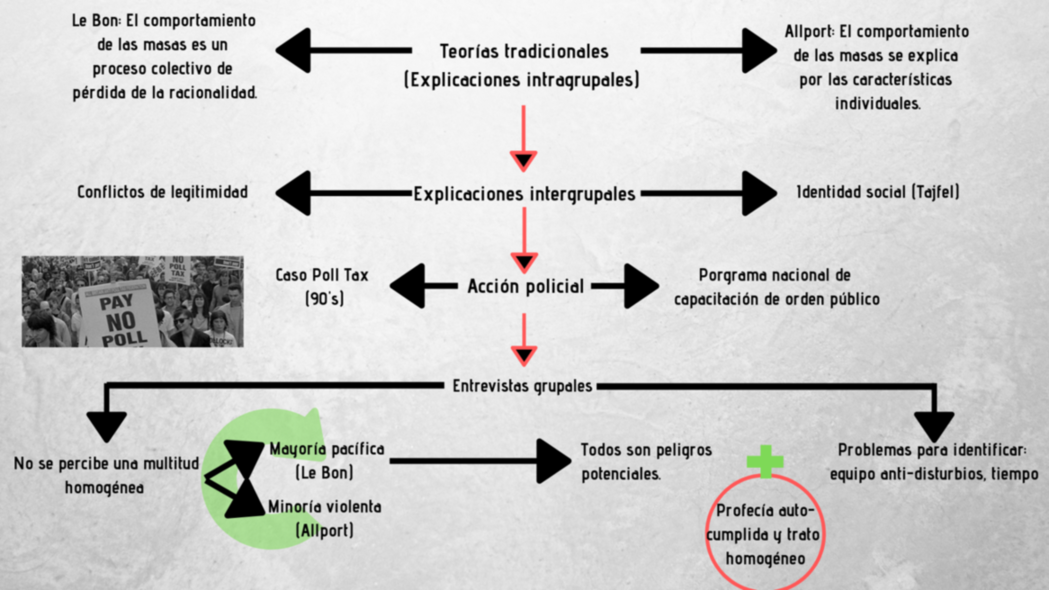 Le Bon: El comportamiento
de las masas es un
proceso colectivo de
pérdida de la racionalidad.
Teorías tradicionales
(Explicaciones intragrupales)
Allport: El comportamiento
de las masas se explica
por las características
individuales.
Conflictos de legitimidad
Explicaciones intergrupales
Identidad social (Tajfel)
NO
POLL
TAX
PAY
NO
POLL
Caso Poll Tax
(90's)
Acción policial
Porgrama nacional de
capacitación de orden público
Entrevistas grupales
No se percibe una multitud
homogénea
Mayoría pacífica
(Le Bon)
Minoría violenta
(Allport)
Todos son peligros
potenciales.
Profecía auto-
cumplida y trato
homogéneo
Problemas para identificar:
equipo anti-disturbios, tiempo